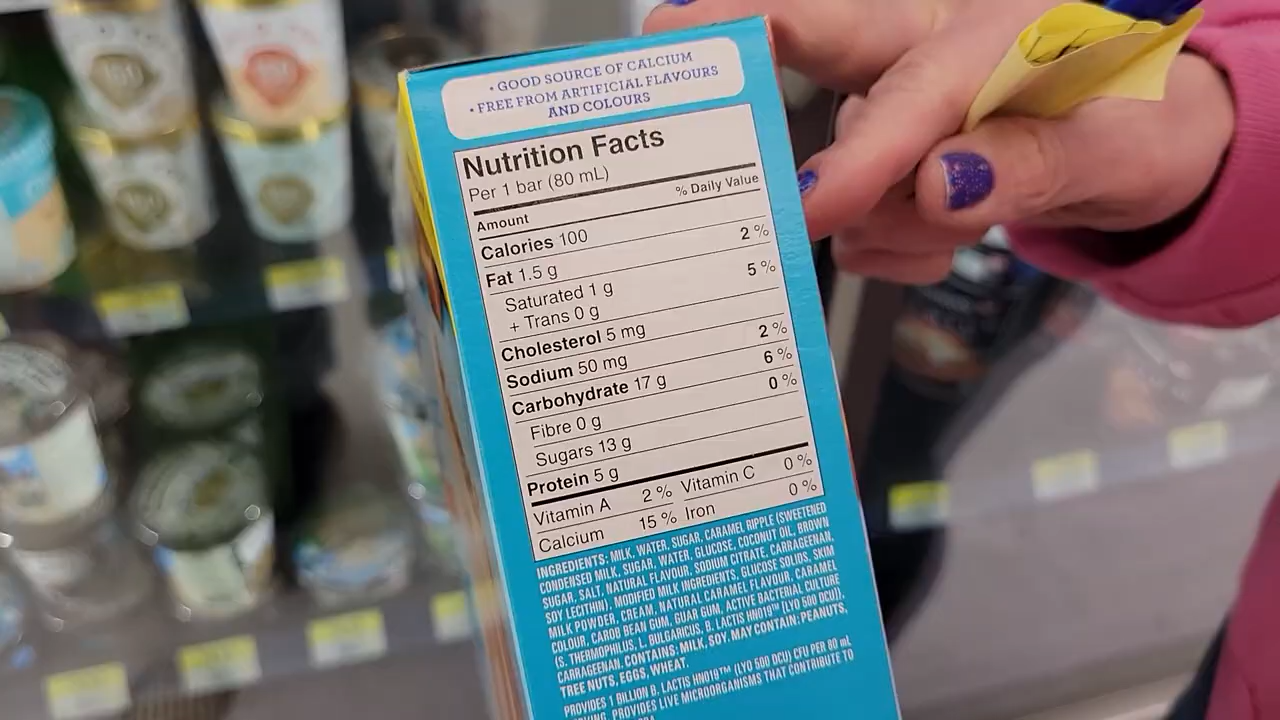 • GOOD SOURCE OF CALCIUM
• FREE FROM ARTIFICIAL FLAVOURS
AND COLOURS
Nutrition Facts
Per 1 bar (80 mL)
Amount % Daily Value
Calories 100
Fat 1.5 g 2 %
Saturated 1 g 5 %
+ Trans 0 g
Cholesterol 5 mg
Sodium 50 mg 2 %
Carbohydrate 17 g 6 %
Fibre 0 g 0 %
Sugars 13 g
Protein 5 g
Vitamin A 2 % Vitamin C 0 %
Calcium 15 % Iron 0 %
INGREDIENTS: MILK, WATER, SUGAR, CARAMEL RIPPLE (SWEETENED
CONDENSED MILK, SUGAR, WATER, GLUCOSE, COCONUT OIL, BROWN
SUGAR, SALT, NATURAL FLAVOUR, SODIUM CITRATE, CARRAGEENAN,
SOY LECITHIN), MODIFIED MILK INGREDIENTS, GLUCOSE SOLIDS, SKIM
MILK POWDER, CREAM, NATURAL CARAMEL FLAVOUR, CARAMEL
COLOUR, CAROB BEAN GUM, GUAR GUM, ACTIVE BACTERIAL CULTURE
(S. THERMOPHILUS, L. BULGARICUS, B. LACTIS HN019™ (LYO 500 DCU),
CARRAGEENAN. CONTAINS: MILK, SOY. MAY CONTAIN: PEANUTS,
TREE NUTS, EGGS, WHEAT.
PROVIDES 1 BILLION B. LACTIS HN019™ (LYO 500 DCU) CFU PER 80 mL
PROVIDES LIVE MICROORGANISMS THAT CONTRIBUTE TO